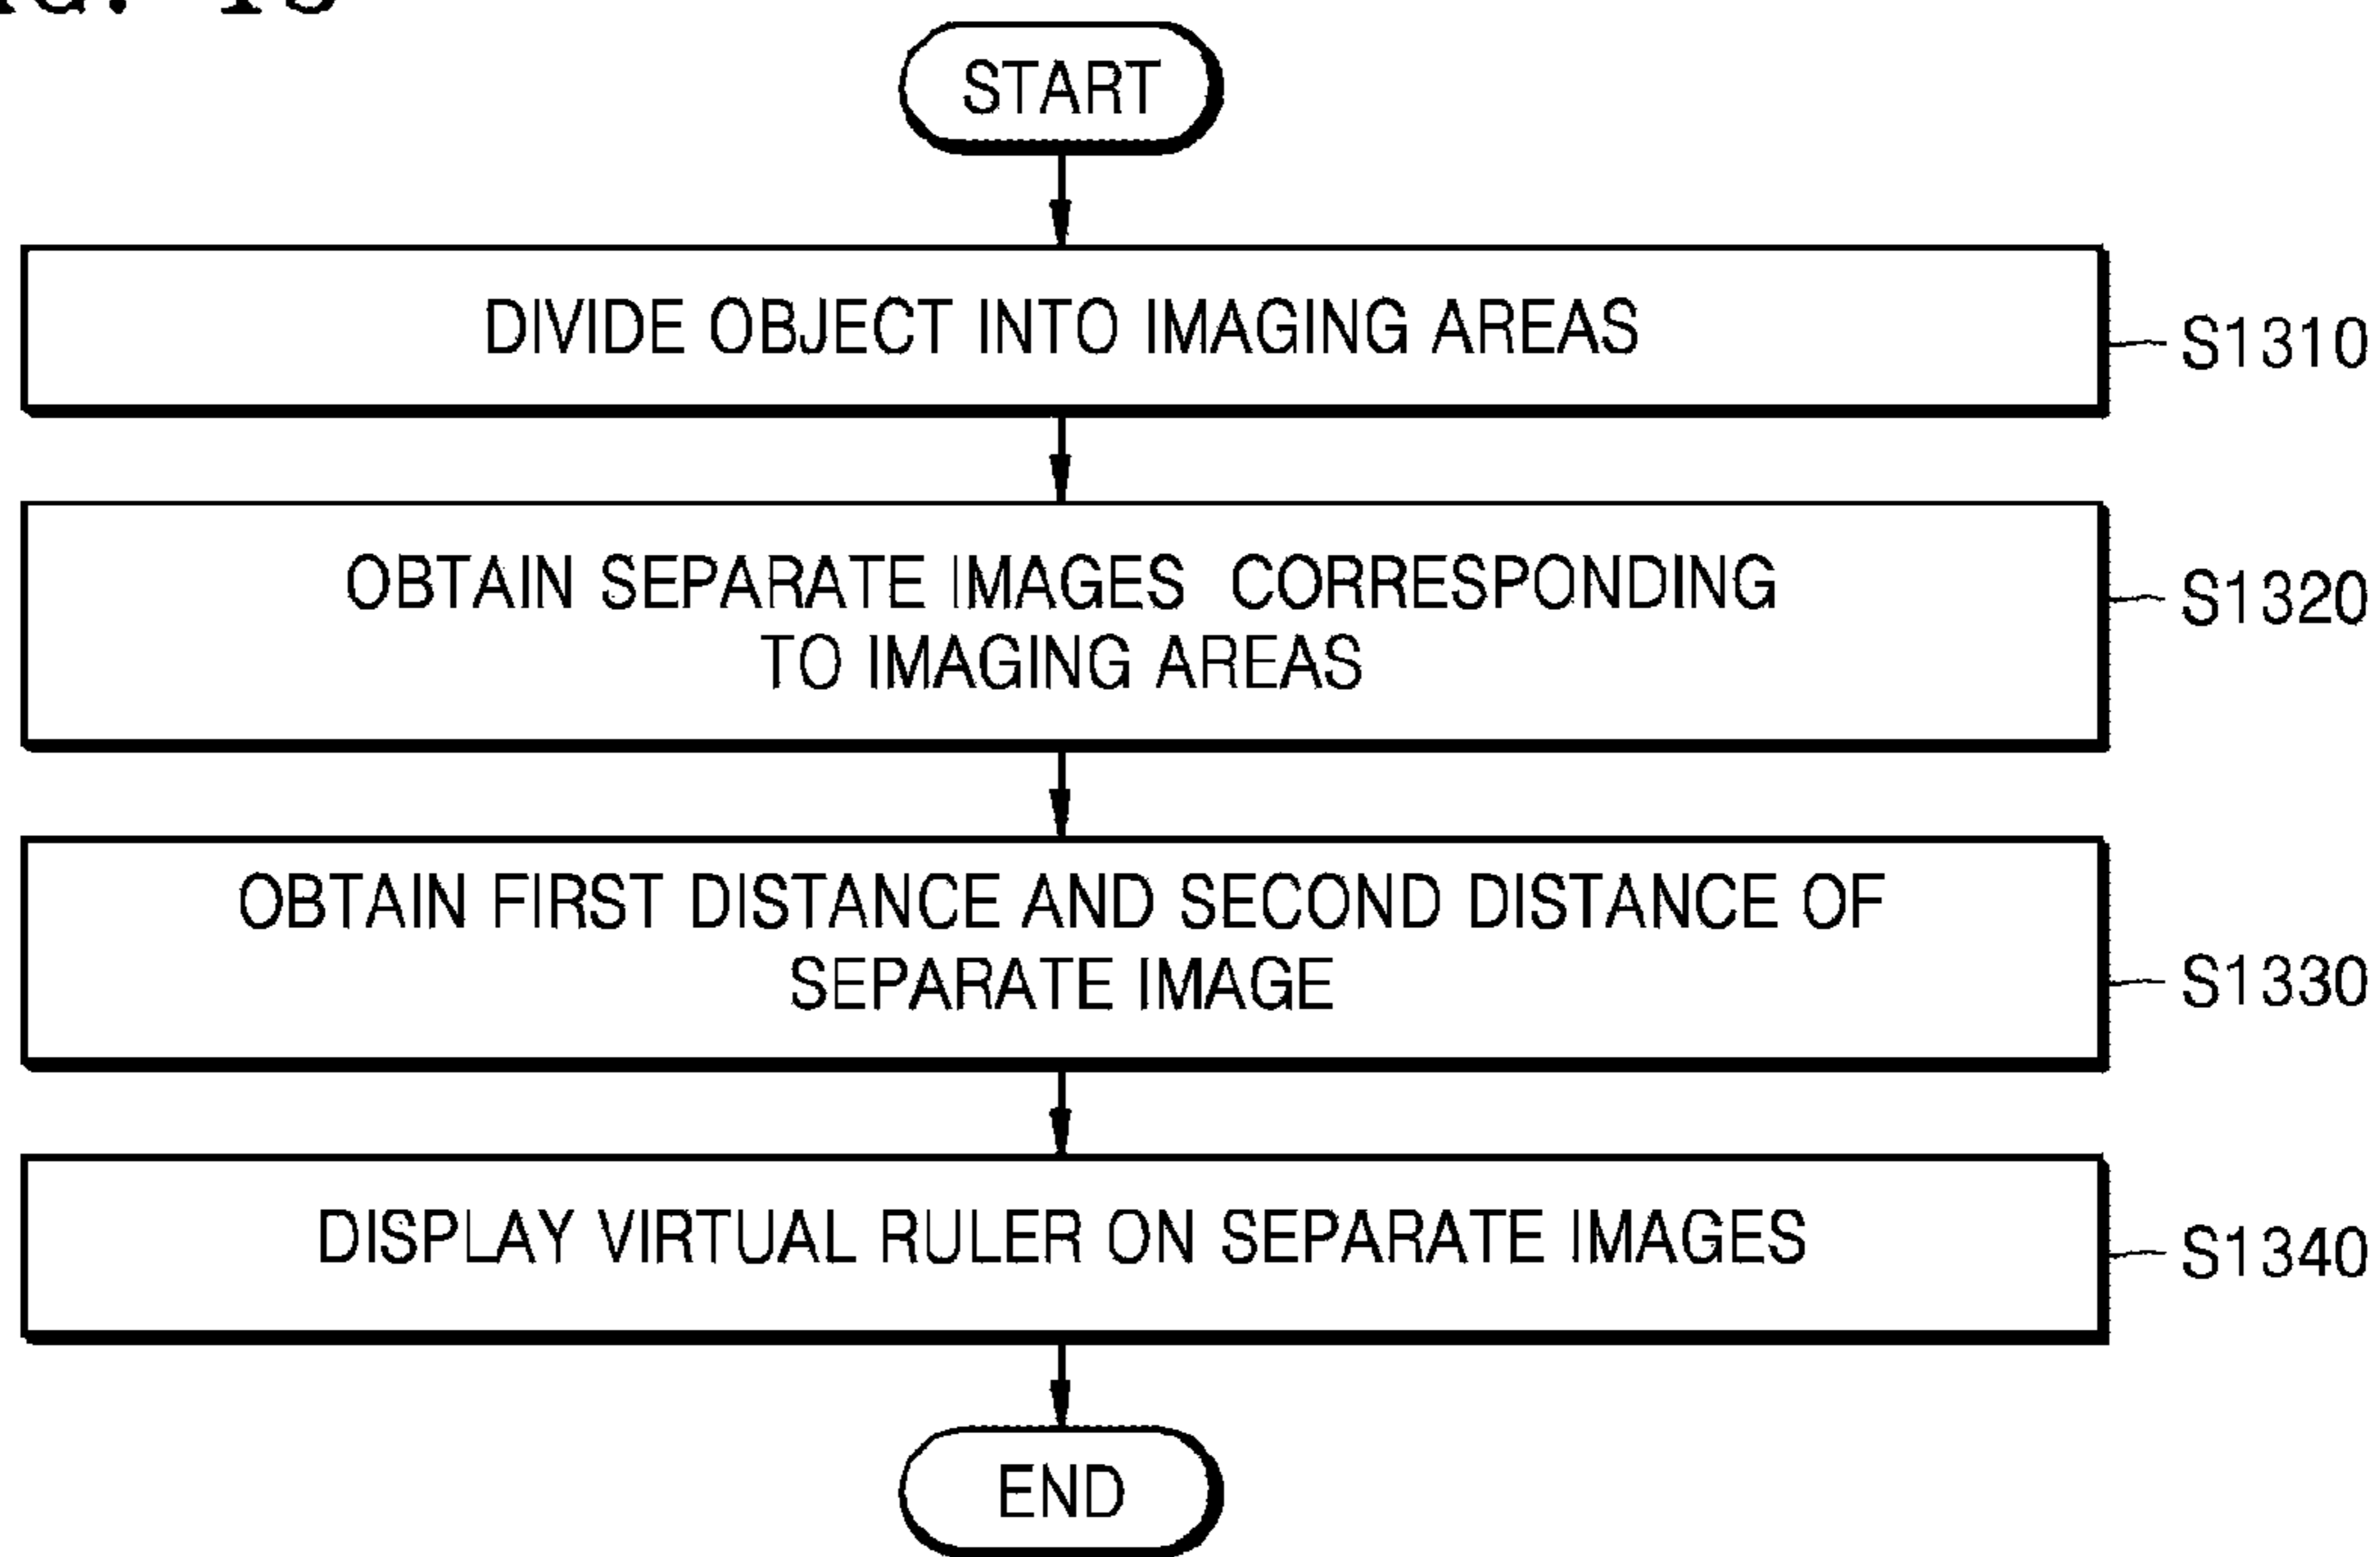 START
DIVIDE OBJECT INTO IMAGING AREAS
S1310
OBTAIN SEPARATE IMAGES CORRESPONDING
TO IMAGING AREAS
S1320
OBTAIN FIRST DISTANCE AND SECOND DISTANCE OF
SEPARATE IMAGE
S1330
DISPLAY VIRTUAL RULER ON SEPARATE IMAGES
S1340
END